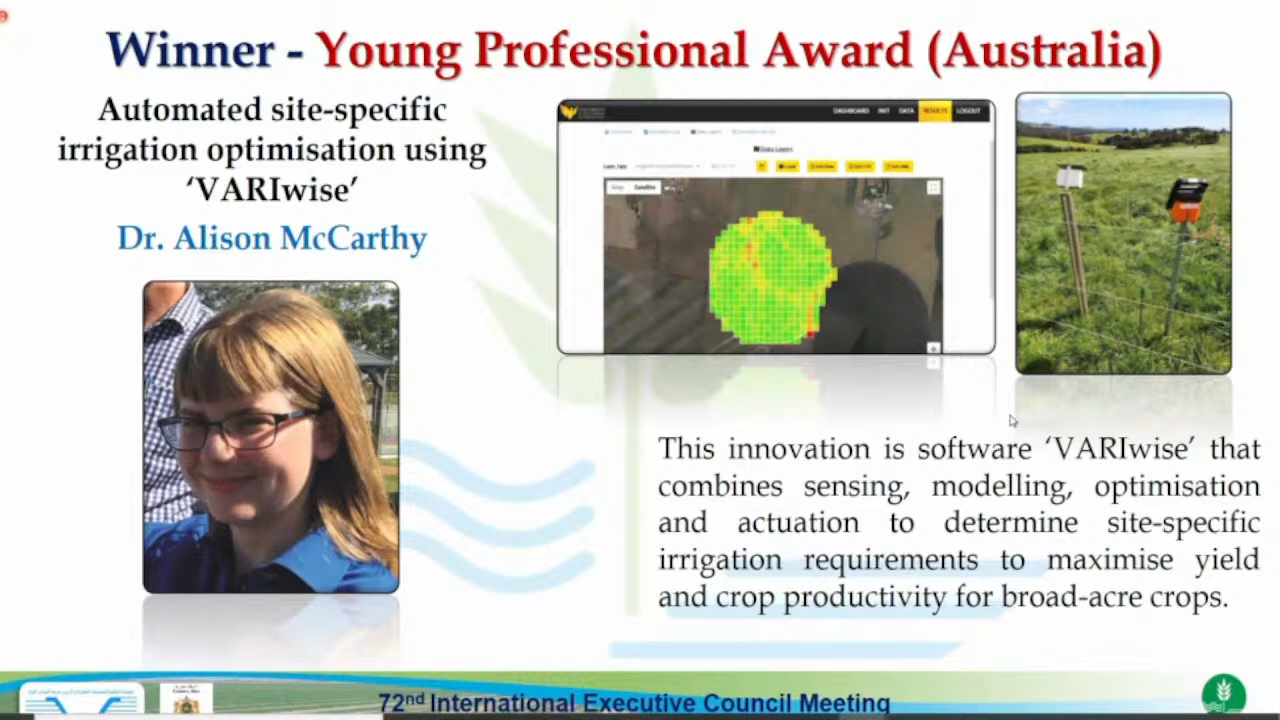 Winner - Young Professional Award (Australia)
Automated site-specific
irrigation optimisation using
‘VARIwise’
Dr. Alison McCarthy
DASHBOARD INIT DATA RESULTS LOGOUT
Data Layers
Map Satellite
This innovation is software ‘VARIwise’ that
combines sensing, modelling, optimisation
and actuation to determine site-specific
irrigation requirements to maximise yield
and crop productivity for broad-acre crops.
72nd International Executive Council Meeting